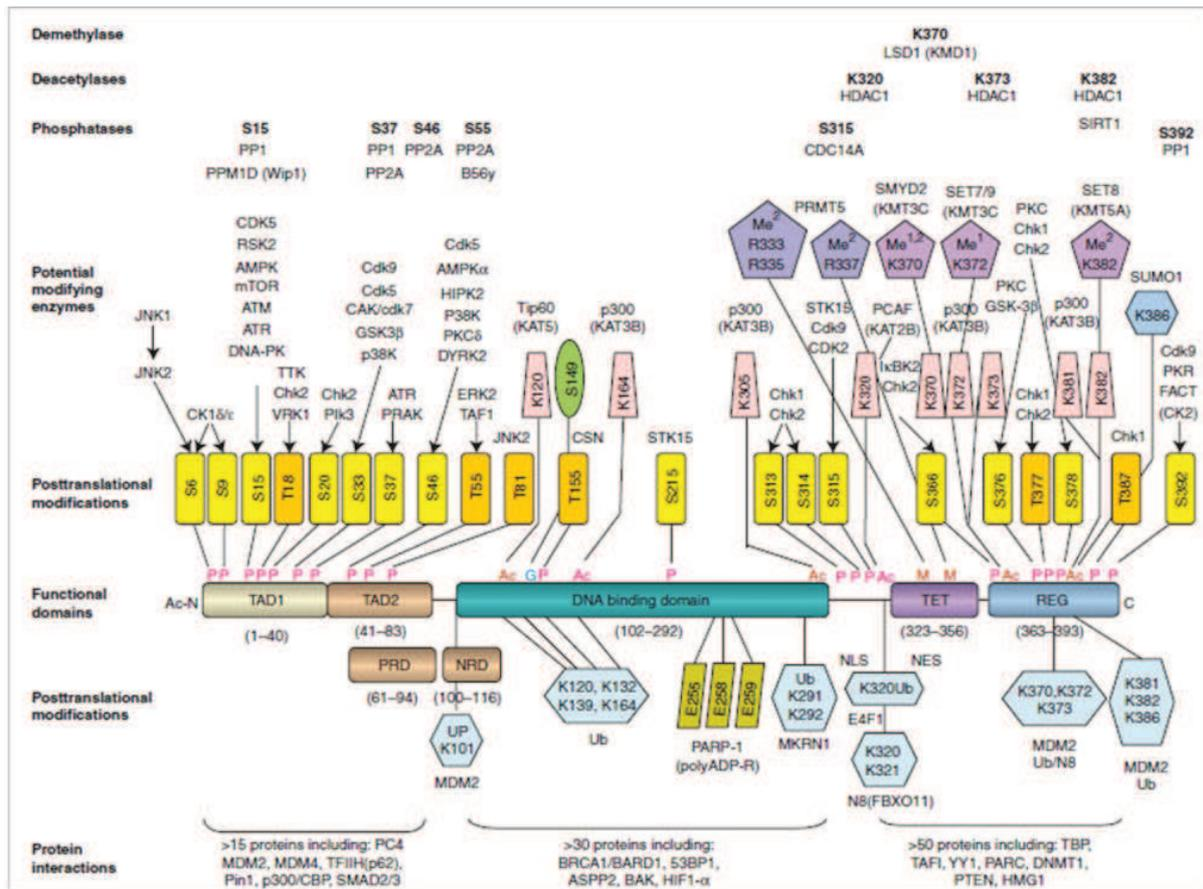 Demethylase
K370
LSD1 (KMD1)
Deacetylases
K320 K373 K382
HDAC1 HDAC1 HDAC1
SIRT1
Phosphatases
S15 S37 S46 S55 S315 S392
PP1 PP1 PP2A PP2A CDC14A PP1
PPM1D (Wip1) PP2A B56y
Potential
modifying
enzymes
JNK1
JNK2
CK1δ/ε
CDK5
RSK2
AMPK
mTOR
ATM
ATR
DNA-PK
TTK
Chk2
VRK1
Chk2
Plk3
Cdk9
Cdk5
CAK/cdk7
GSK3β
p38K
ATR
PRAK
Cdk5
AMPKα
HIPK2
P38K
PKCδ
DYRK2
ERK2
TAF1
JNK2
Tip60
(KAT5)
K120
S149
CSN
p300
(KAT3B)
K164
STK15
p300
(KAT3B)
K305
Chk1
Chk2
Me2
R333
R335
PRMT5
Me2
R337
STK15
Cdk9
CDK2
K320
PCAF
(KAT2B)
IκBK2
Chk2
SMYD2
(KMT3C)
Me1,2
K370
K370
SET7/9
(KMT3C
Me1
K372
p300
(KAT3B)
K372
K373
PKC
GSK-3β
PKC
Chk1
Chk2
Chk1
Chk2
p300
(KAT3B)
K381
SET8
(KMT5A)
Me2
K382
K382
SUMO1
K386
Chk1
Cdk9
PKR
FACT
(CK2)
Posttranslational
modifications
S6 S9 S15 T18 S20 S33 S37 S46 T55 T81 T155 S215 S313 S314 S315 S366 S376 T377 S378 T387 S392
P P P P P P P P P P Ac G P Ac P Ac P P P Ac M M P Ac P P P Ac P P
Functional
domains
Ac-N TAD1 TAD2 DNA binding domain TET REG C
(1–40) (41–83) (102–292) (323–356) (363–393)
PRD NRD
(61–94) (100–116)
Posttranslational
modifications
UP
K101
MDM2
K120, K132
K139, K164
Ub
E255 E258 E259
PARP-1
(polyADP-R)
Ub
K291
K292
MKRN1
NLS NES
K320Ub
E4F1
K320
K321
N8(FBXO11)
K370,K372
K373
MDM2
Ub/N8
K381
K382
K386
MDM2
Ub
Protein
interactions
>15 proteins including: PC4
MDM2, MDM4, TFIIH(p62),
Pin1, p300/CBP, SMAD2/3
>30 proteins including:
BRCA1/BARD1, 53BP1,
ASPP2, BAK, HIF1-α
>50 proteins including: TBP,
TAFI, YY1, PARC, DNMT1,
PTEN, HMG1